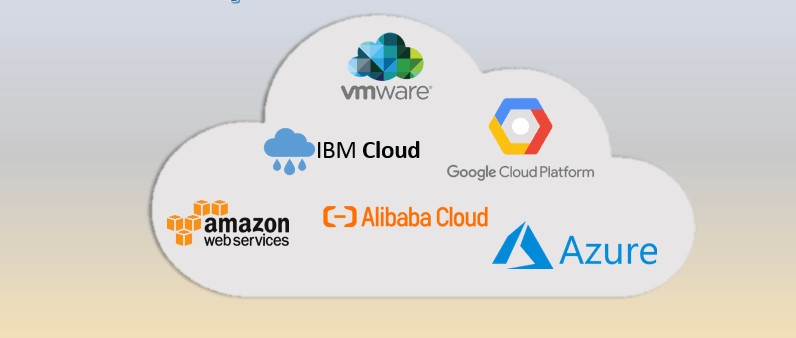 vmware®
IBM Cloud
Google Cloud Platform
amazon
web services
Alibaba Cloud
Azure